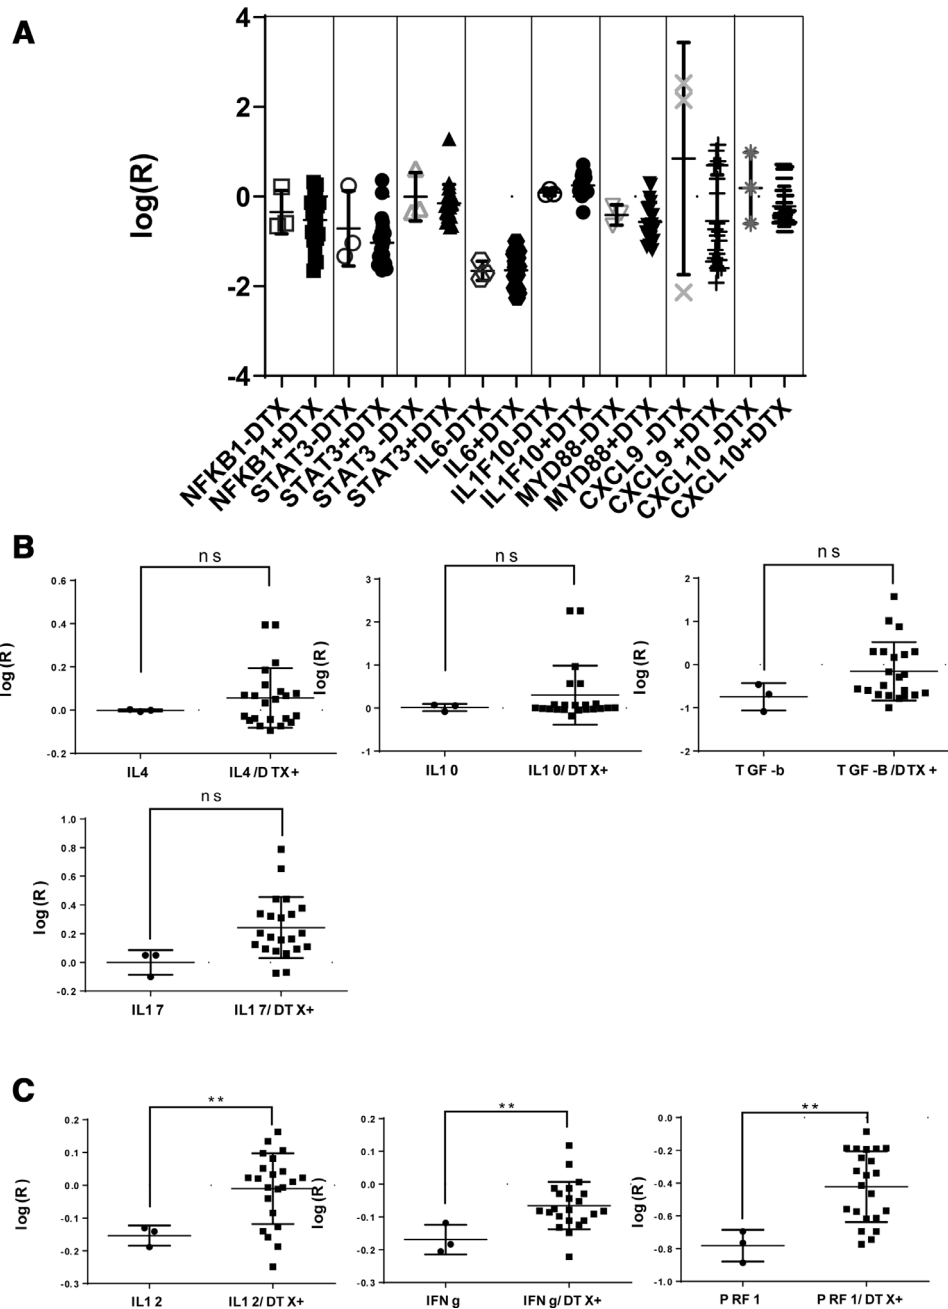 A
log(R)
4
2
0
-2
-4
NFKB1-DTX
NFKB1+DTX
STAT3-DTX
STAT3+DTX
STAT3 -DTX
STAT3+DTX
IL6-DTX
IL6+DTX
IL1F10-DTX
IL1F10+DTX
MYD88-DTX
MYD88+DTX
CXCL9 -DTX
CXCL9 +DTX
CXCL10 -DTX
CXCL10+DTX
B
ns
log(R)
0.6
0.4
0.2
0.0
-0.2
IL4
IL4/DTX+
ns
log(R)
3
2
1
0
-1
IL10
IL10/DTX+
ns
2
1
0
-1
-2
TGF-b
TGF-B/DTX+
ns
log(R)
1.0
0.8
0.6
0.4
0.2
0.0
-0.2
IL17
IL17/DTX+
C
**
log(R)
0.2
0.1
0.0
-0.1
-0.2
-0.3
IL12
IL12/DTX+
**
log(R)
0.2
0.1
0.0
-0.1
-0.2
-0.3
IFNg
IFNg/DTX+
**
log(R)
0.0
-0.2
-0.4
-0.6
-0.8
-1.0
PRF1
PRF1/DTX+